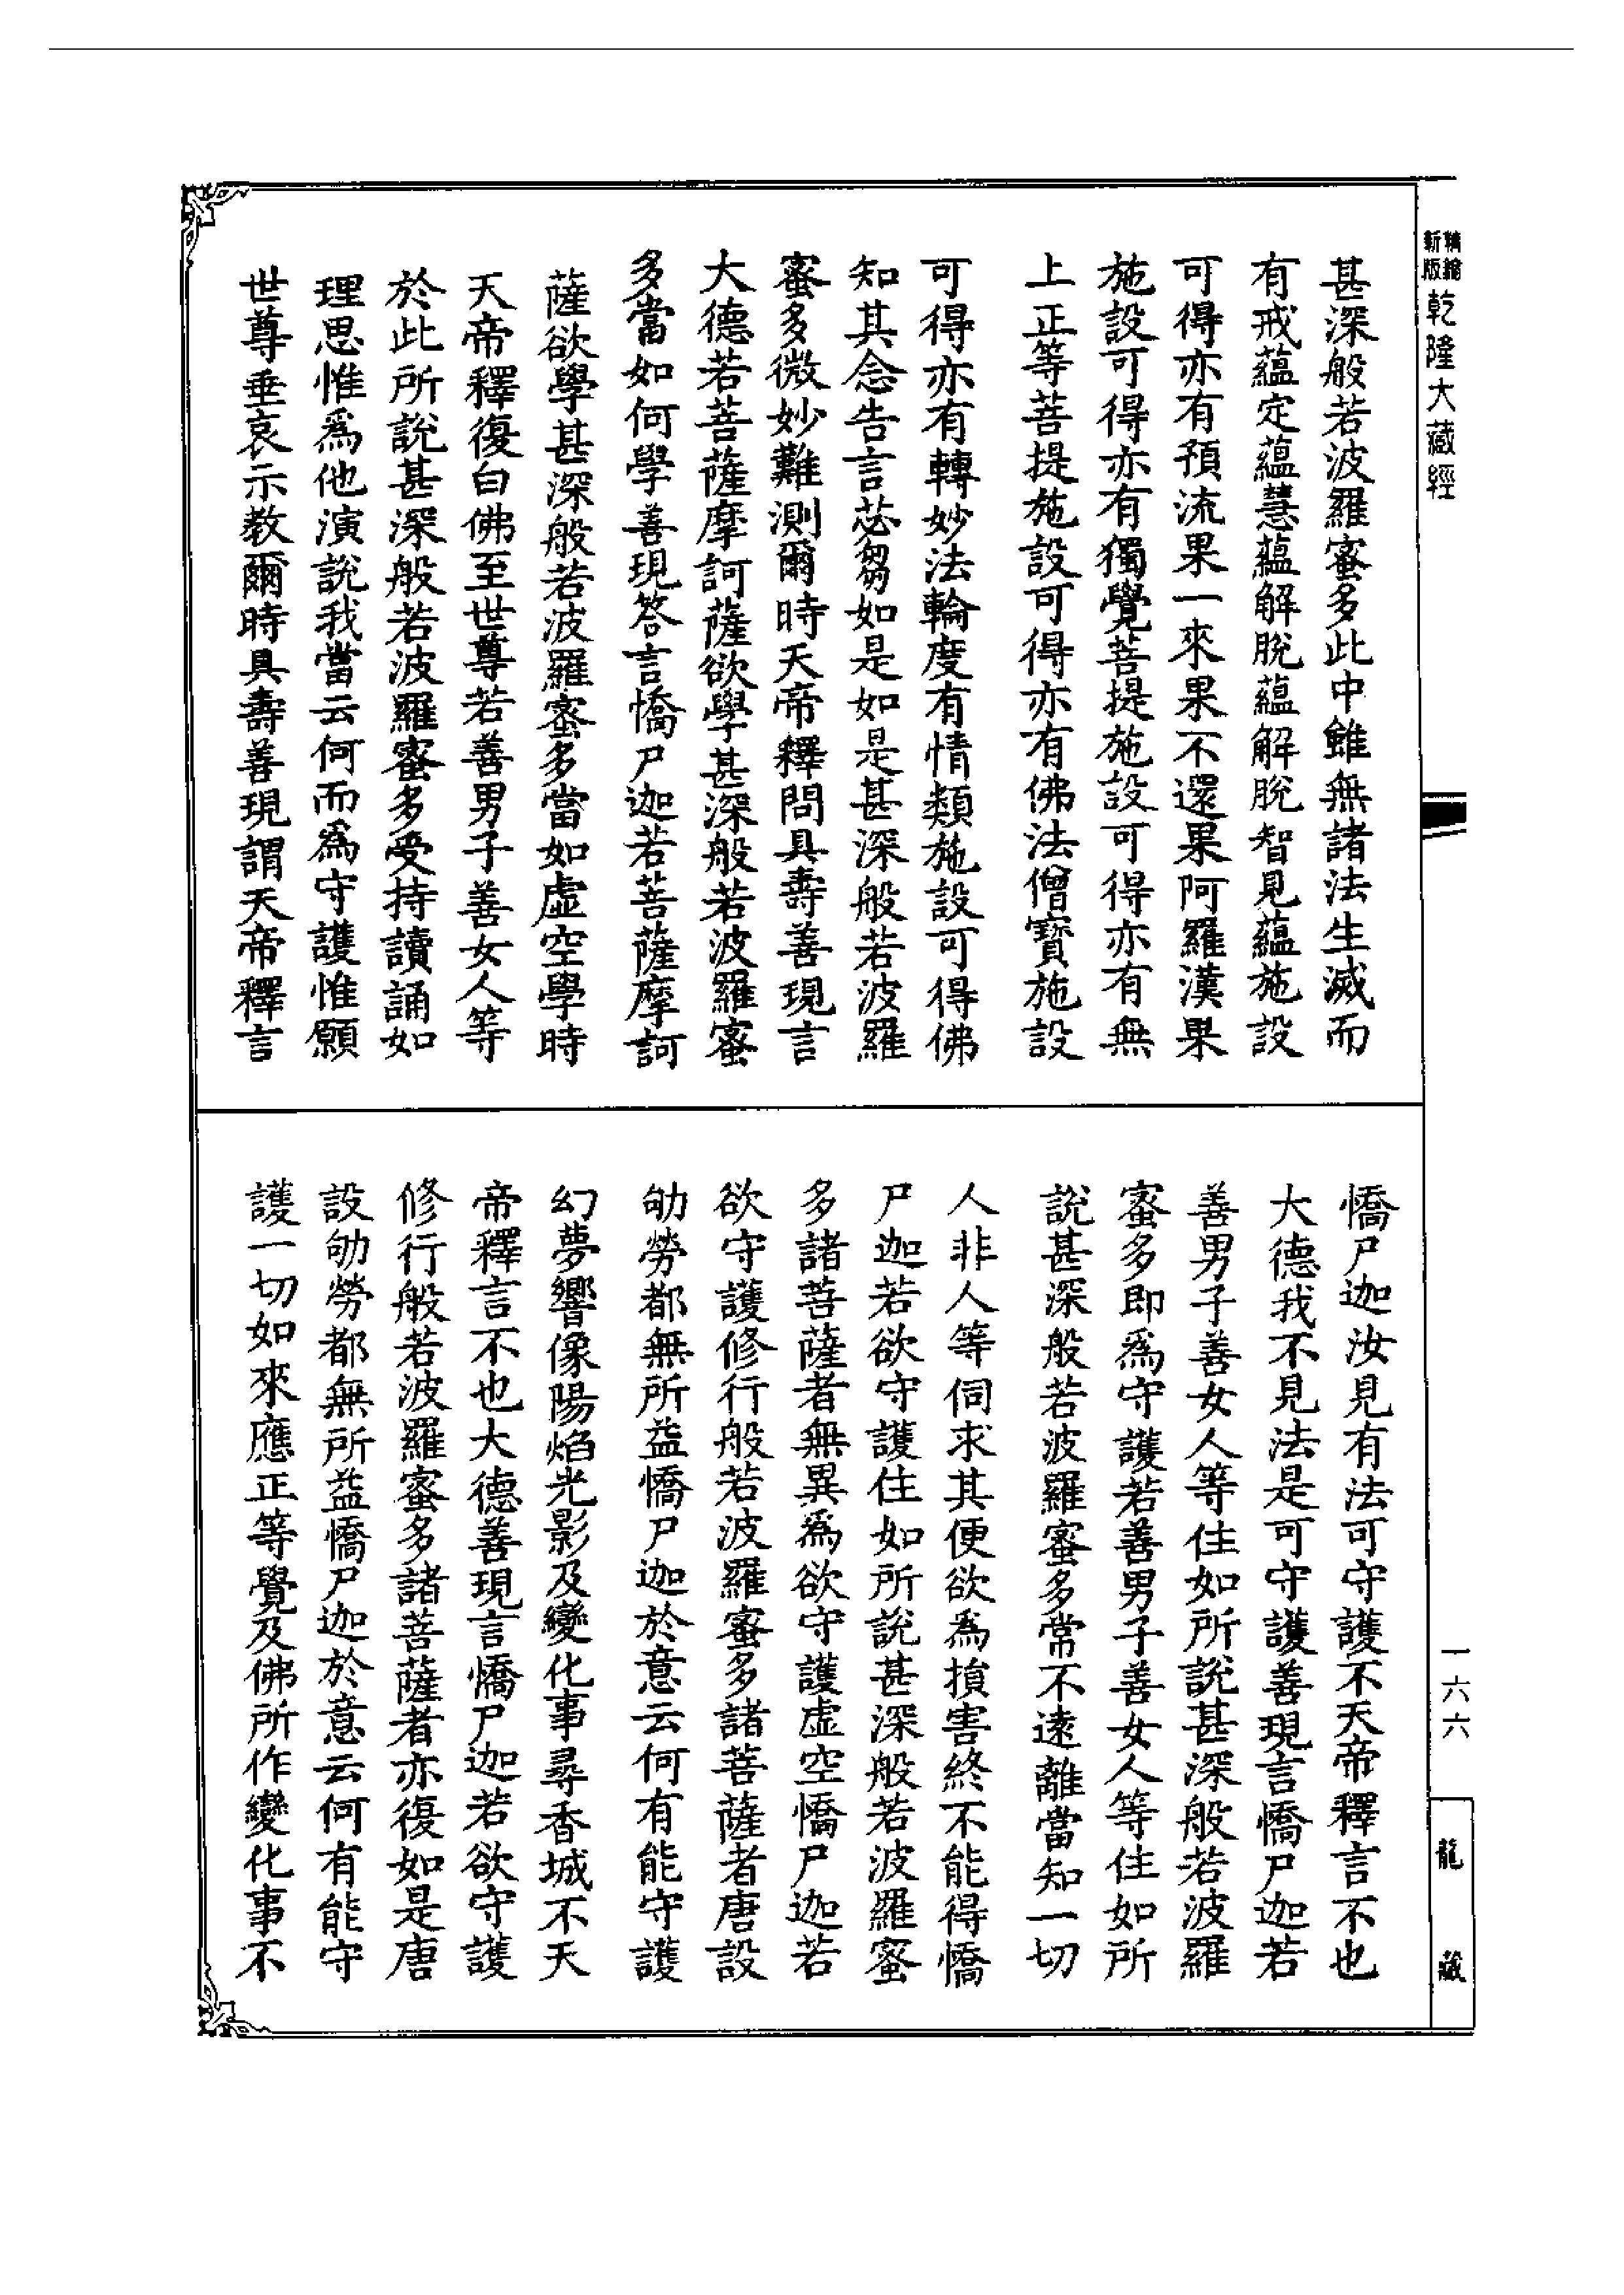 精繪新版乾隆大藏經
甚深般若波羅蜜多此中雖無諸法生滅而
有戒蘊定蘊慧蘊解脫蘊解脫智見蘊施設
可得亦有預流果一來果不還果阿羅漢果
施設可得亦有獨覺菩提施設可得亦有無
上正等菩提施設可得亦有佛法僧寶施設
可得亦有轉妙法輪度有情類施設可得佛
知其念告言苾芻如是如是甚深般若波羅
蜜多微妙難測爾時天帝釋問具壽善現言
大德若菩薩摩訶薩欲學甚深般若波羅蜜
多當如何學善現答言憍尸迦若菩薩摩訶
薩欲學甚深般若波羅蜜多當如虛空學時
天帝釋復白佛至世尊若善男子善女人等
於此所說甚深般若波羅蜜多受持讀誦如
理思惟爲他演說我當云何而爲守護惟願
世尊垂哀示教爾時具壽善現謂天帝釋言
憍尸迦汝見有法可守護不天帝釋言不也
大德我不見法是可守護善現言憍尸迦若
善男子善女人等住如所說甚深般若波羅
蜜多即爲守護若善男子善女人等住如所
說甚深般若波羅蜜多常不遠離當知一切
人非人等伺求其便欲爲損害終不能得憍
尸迦若欲守護住如所說甚深般若波羅蜜
多諸菩薩者無異爲欲守護虛空憍尸迦若
欲守護修行般若波羅蜜多諸菩薩者唐設
劬勞都無所益憍尸迦於意云何有能守護
幻夢響像陽焰光影及變化事尋香城不天
帝釋言不也大德善現言憍尸迦若欲守護
修行般若波羅蜜多諸菩薩者亦復如是唐
設劬勞都無所益憍尸迦於意云何有能守
護一切如來應正等覺及佛所作變化事不
一六六
龍藏